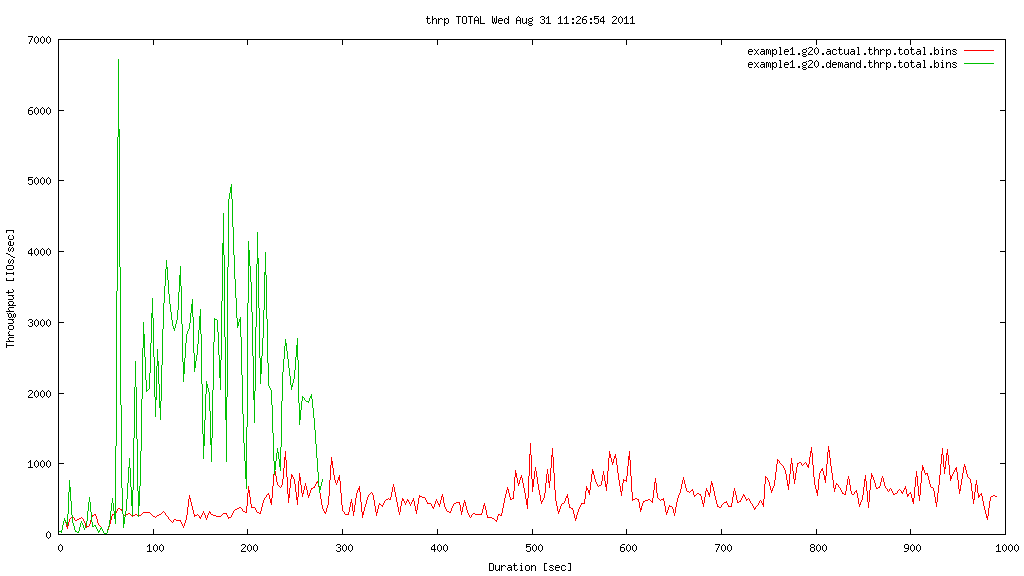 thrp TOTAL Wed Aug 31 11:26:54 2011
example1.g20.actual.thrp.total.bins
example1.g20.demand.thrp.total.bins
7000
6000
5000
4000
3000
2000
1000
0
Throughput [IOs/sec]
0 100 200 300 400 500 600 700 800 900 1000
Duration [sec]